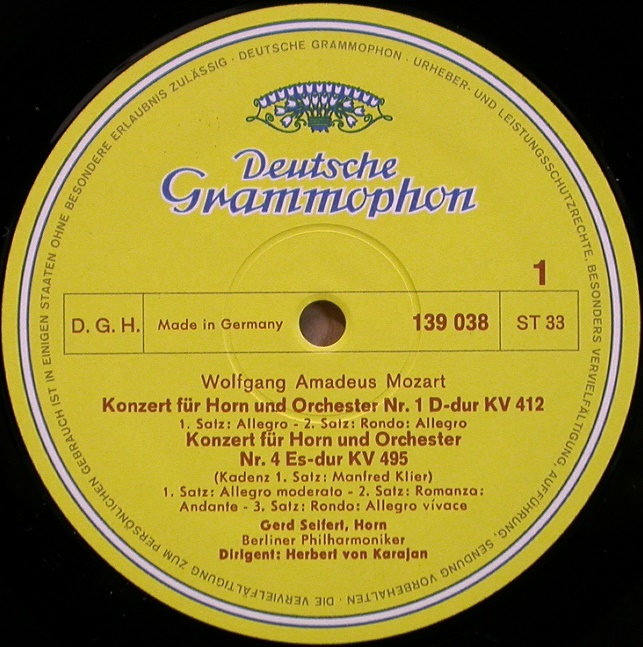 DIE VERVIELFÄLTIGUNG ZUM PERSÖNLICHEN GEBRAUCH IST IN EINIGEN STAATEN OHNE BESONDERE ERLAUBNIS ZULÄSSIG · DEUTSCHE GRAMMOPHON · URHEBER- UND LEISTUNGSSCHUTZRECHTE, BESONDERS VERVIELFÄLTIGUNG, AUFFÜHRUNG, SENDUNG VORBEHALTEN ·
Deutsche
Grammophon
1
D. G. H. Made in Germany 139 038 ST 33
Wolfgang Amadeus Mozart
Konzert für Horn und Orchester Nr. 1 D-dur KV 412
1. Satz: Allegro - 2. Satz: Rondo: Allegro
Konzert für Horn und Orchester
Nr. 4 Es-dur KV 495
(Kadenz 1. Satz: Manfred Klier)
1. Satz: Allegro moderato - 2. Satz: Romanza:
Andante - 3. Satz: Rondo: Allegro vivace
Gerd Seifert, Horn
Berliner Philharmoniker
Dirigent: Herbert von Karajan